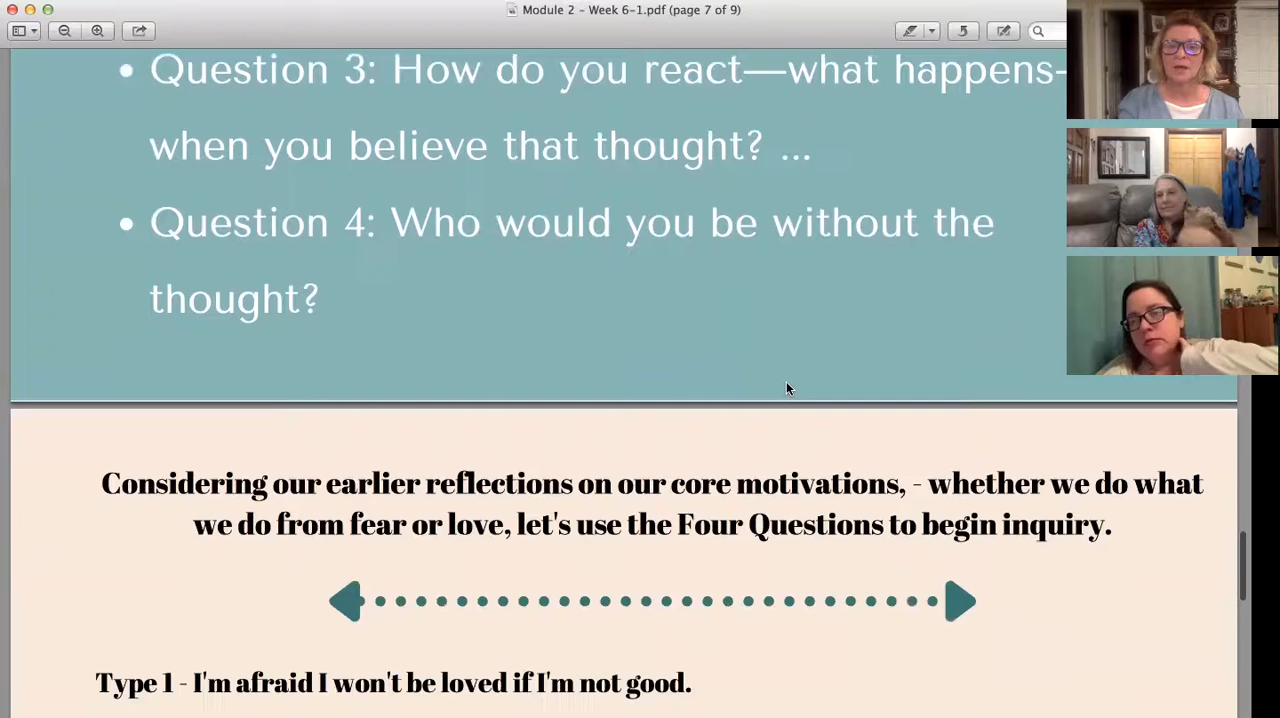 Module 2 - Week 6-1.pdf (page 7 of 9)
• Question 3: How do you react—what happens-
when you believe that thought? ...
• Question 4: Who would you be without the
thought?
Considering our earlier reflections on our core motivations, - whether we do what
we do from fear or love, let's use the Four Questions to begin inquiry.
Type 1 - I'm afraid I won't be loved if I'm not good.